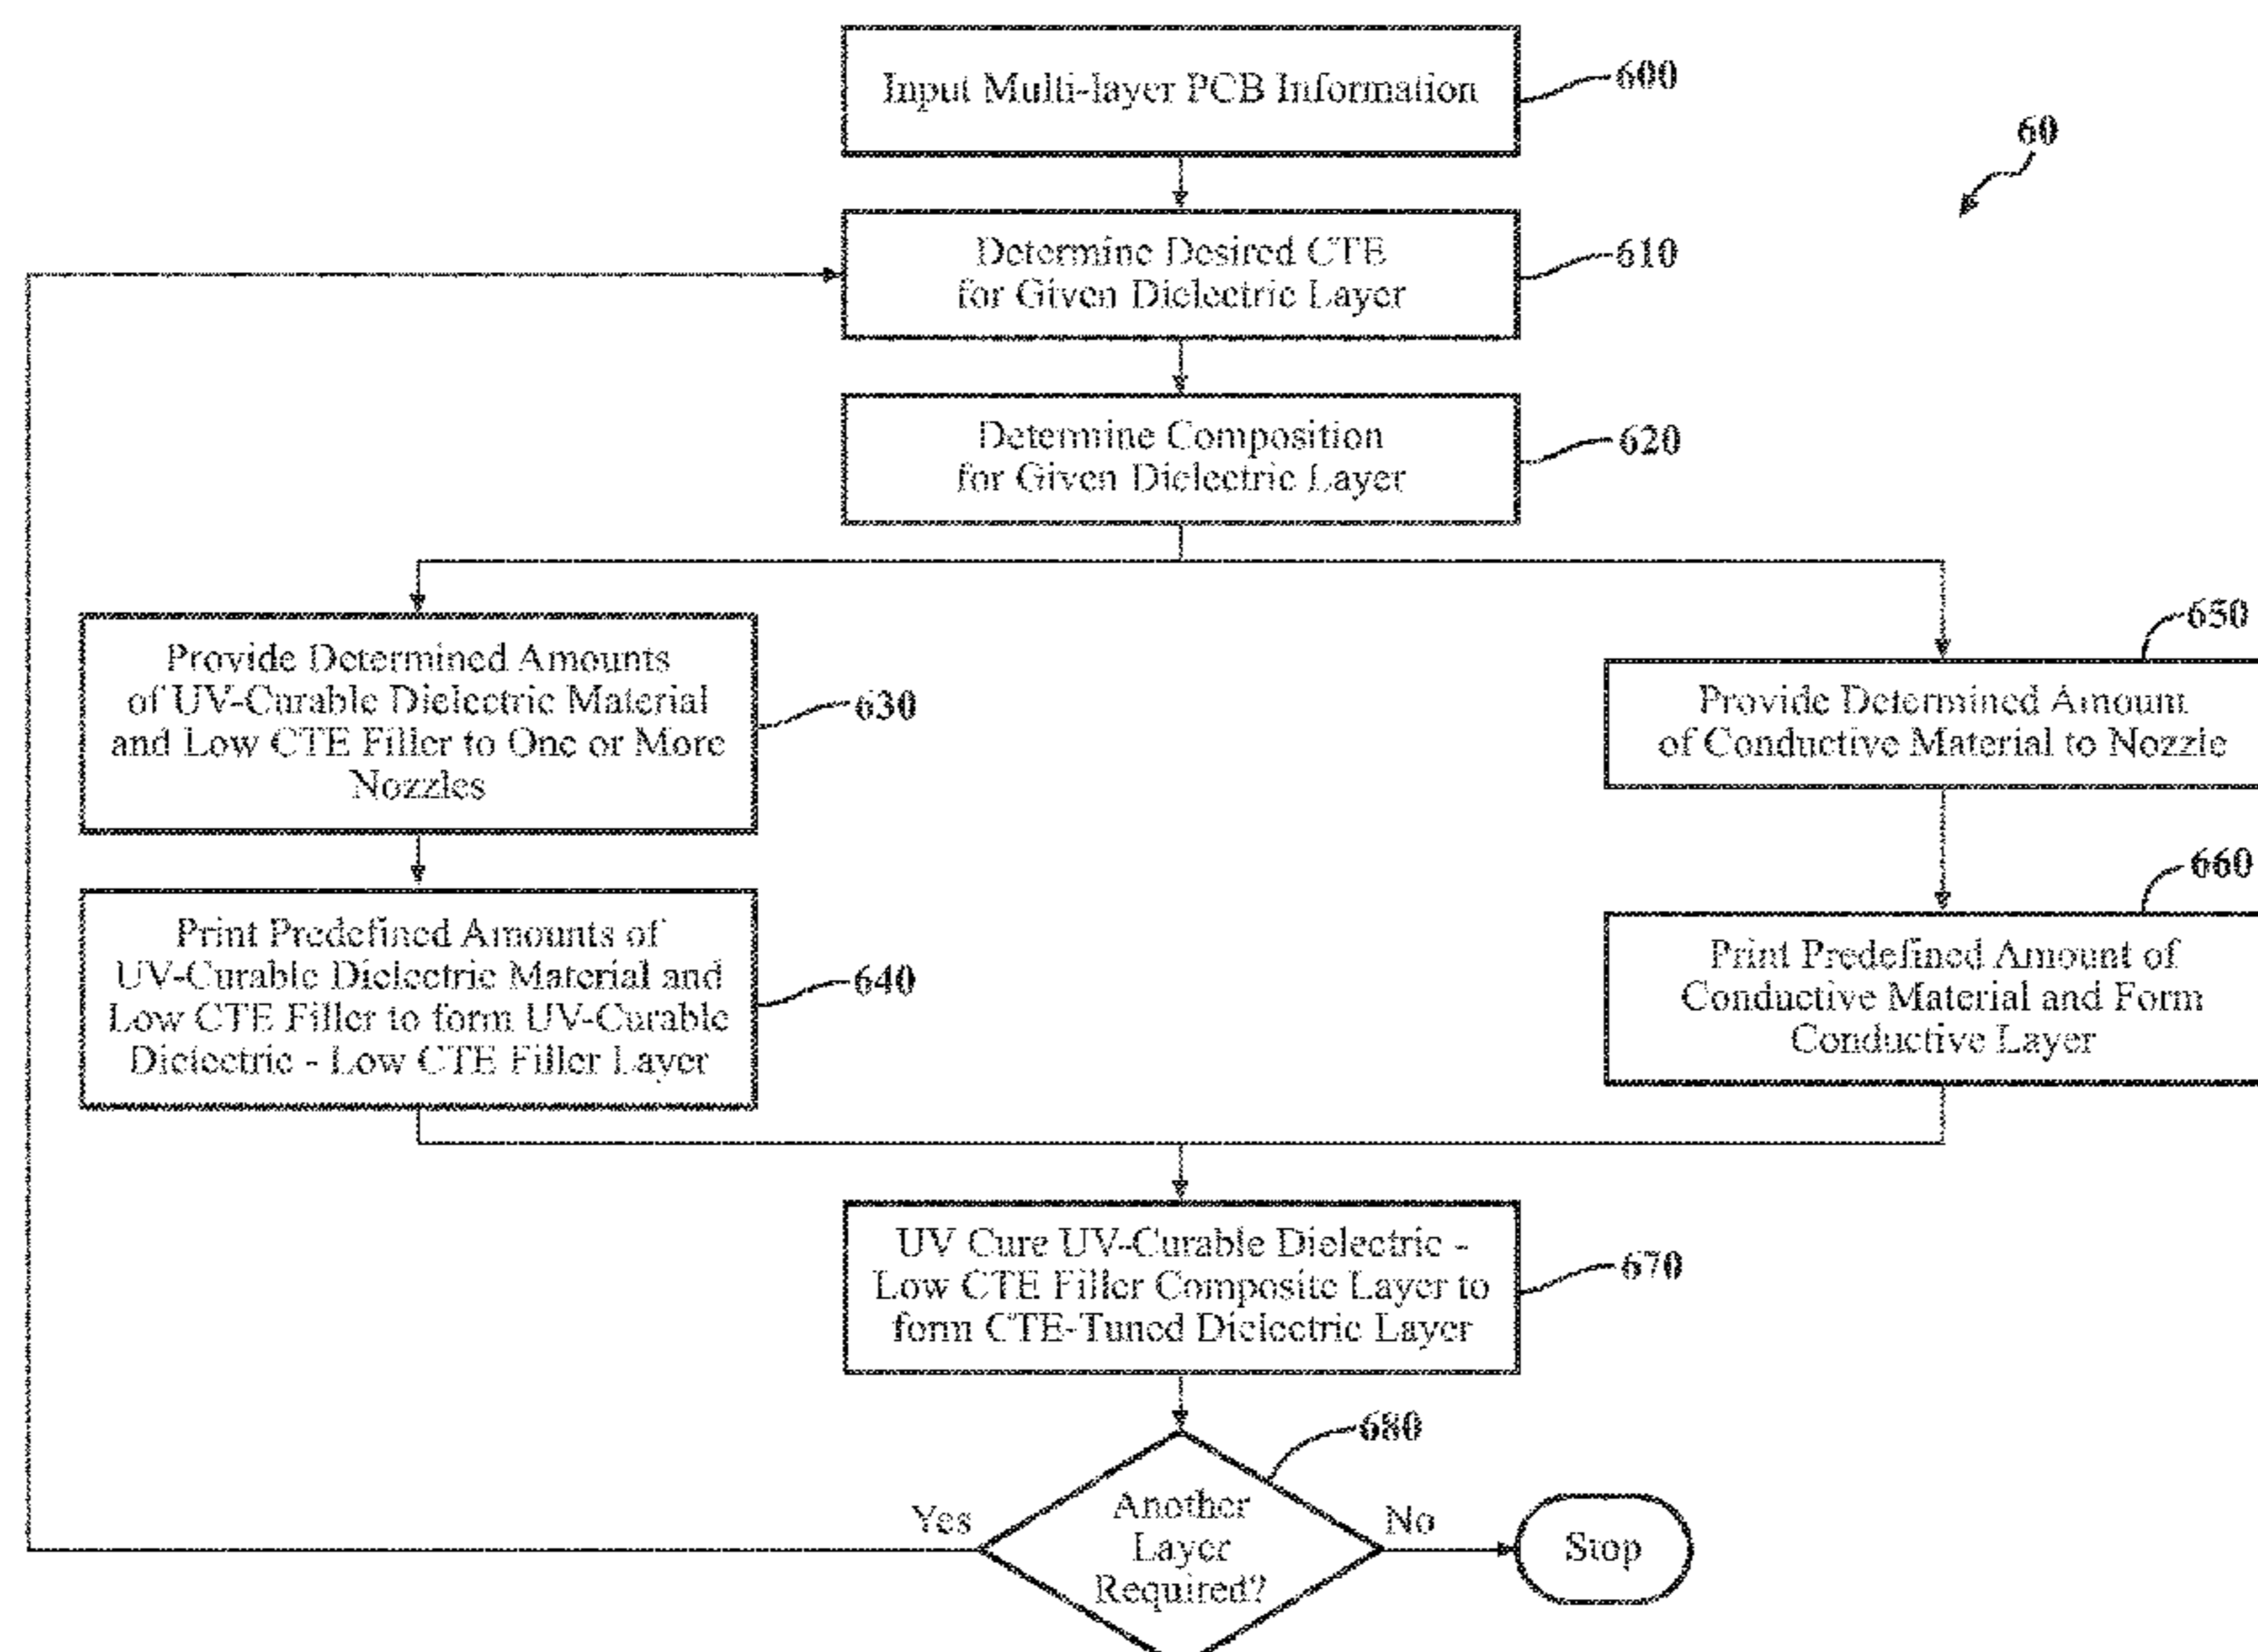 Input Multi-layer PCB Information
600
60
Determine Desired CTE
for Given Dielectric Layer
610
Determine Composition
for Given Dielectric Layer
620
Provide Determined Amounts
of UV-Curable Dielectric Material
and Low CTE Filler to One or More
Nozzles
630
650
Provide Determined Amount
of Conductive Material to Nozzle
Print Predefined Amounts of
UV-Curable Dielectric Material and
Low CTE Filler to form UV-Curable
Dielectric - Low CTE Filler Layer
640
660
Print Predefined Amount of
Conductive Material and Form
Conductive Layer
UV Cure UV-Curable Dielectric -
Low CTE Filler Composite Layer to
form CTE-Tuned Dielectric Layer
670
680
Another
Layer
Required?
Yes
No
Stop